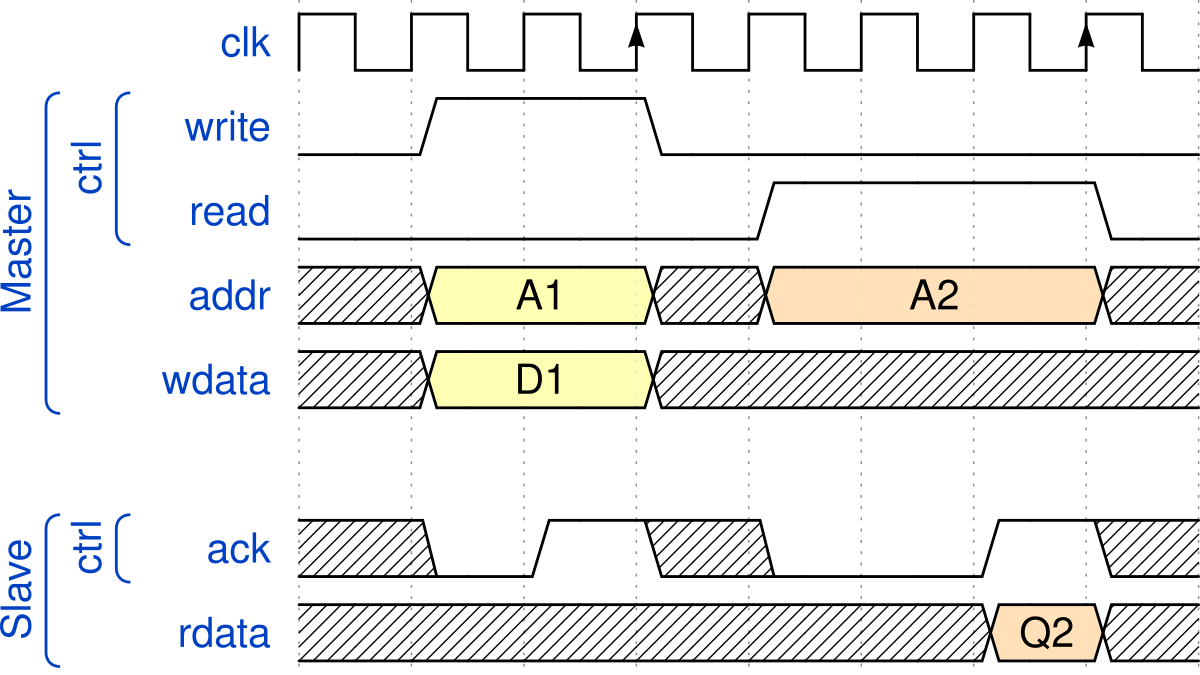 clk
Master
ctrl
write
read
addr A1 A2
wdata D1
Slave
ctrl
ack
rdata Q2